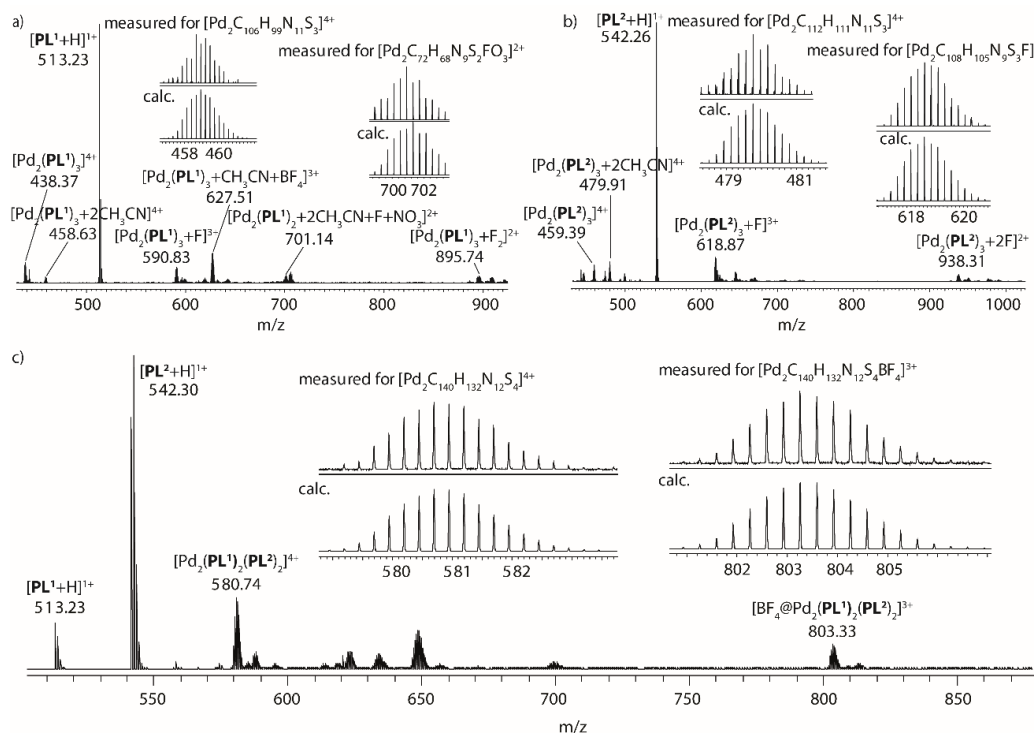 a)
[PL¹+H]¹⁺
513.23
measured for [Pd₂C₁₀₆H₉₉N₁₁S₃]⁴⁺
calc.
458 460
measured for [Pd₂C₇₂H₆₈N₉S₂FO₃]²⁺
calc.
700 702
[Pd₂(PL¹)₃]⁴⁺
438.37
[Pd₂(PL¹)₃+2CH₃CN]⁴⁺
458.63
[Pd₂(PL¹)₃+F]³⁻
590.83
[Pd₂(PL¹)₃+CH₃CN+BF₄]³⁺
627.51
[Pd₂(PL¹)₂+2CH₃CN+F+NO₃]²⁺
701.14
[Pd₂(PL¹)₃+F₂]²⁺
895.74
500 600 700 800 900
m/z
b)
[PL²+H]¹⁺
542.26
measured for [Pd₂C₁₁₂H₁₁₁N₁₁S₃]⁴⁺
calc.
479 481
measured for [Pd₂C₁₀₈H₁₀₅N₉S₃F]
calc.
618 620
[Pd₂(PL²)₃+2CH₃CN]⁴⁺
479.91
[Pd₂(PL²)₃]⁴⁺
459.39
[Pd₂(PL²)₃+F]³⁺
618.87
[Pd₂(PL²)₃+2F]²⁺
938.31
500 600 700 800 900 1000
m/z
c)
[PL²+H]¹⁺
542.30
measured for [Pd₂C₁₄₀H₁₃₂N₁₂S₄]⁴⁺
calc.
580 581 582
measured for [Pd₂C₁₄₀H₁₃₂N₁₂S₄BF₄]³⁺
calc.
802 803 804 805
[PL¹+H]¹⁺
513.23
[Pd₂(PL¹)₂(PL²)₂]⁴⁺
580.74
[BF₄@Pd₂(PL¹)₂(PL²)₂]³⁺
803.33
550 600 650 700 750 800 850
m/z